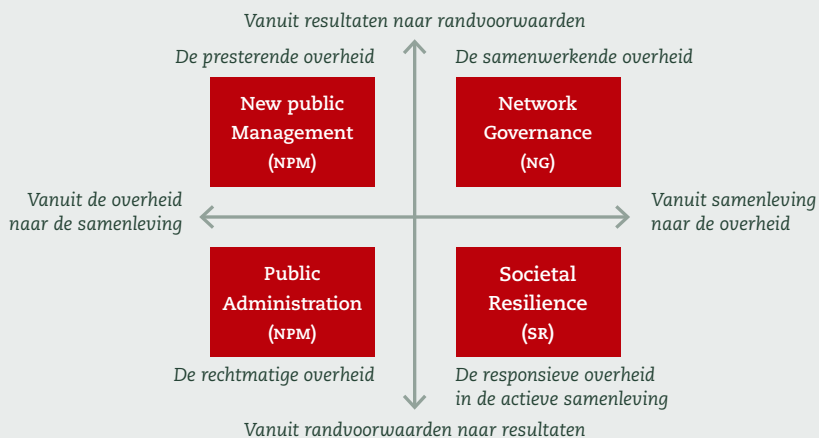 Vanuit resultaten naar randvoorwaarden
De presterende overheid
De samenwerkende overheid
New public
Management
(NPM)
Network
Governance
(NG)
Vanuit de overheid
naar de samenleving
Vanuit samenleving
naar de overheid
Public
Administration
(NPM)
Societal
Resilience
(SR)
De rechtmatige overheid
De responsieve overheid
in de actieve samenleving
Vanuit randvoorwaarden naar resultaten